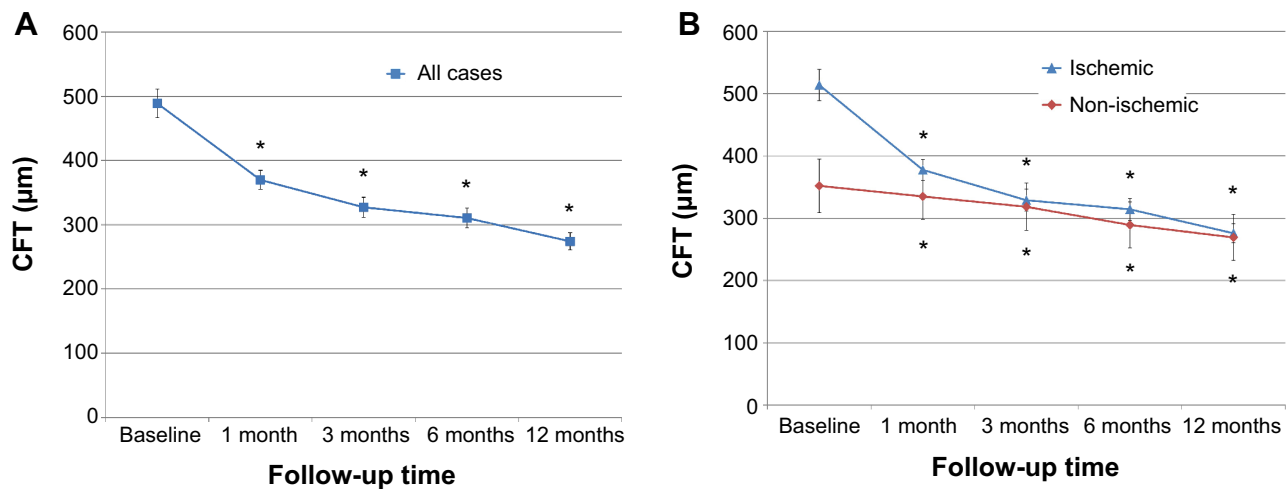 A
600
500
400
300
200
100
0
CFT (µm)
All cases
*
*
*
*
Baseline 1 month 3 months 6 months 12 months
Follow-up time
B
600
500
400
300
200
100
0
CFT (µm)
Ischemic
Non-ischemic
*
*
*
*
*
*
*
*
Baseline 1 month 3 months 6 months 12 months
Follow-up time